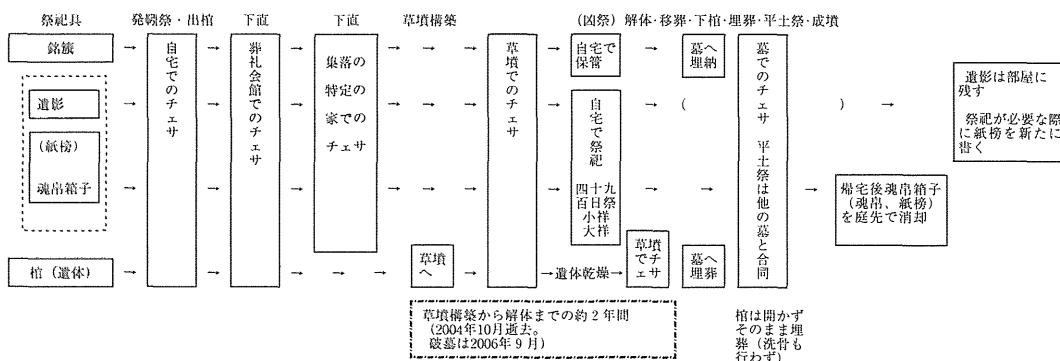 祭祀具
発靷祭・出棺
下直
下直
草墳構築
(凶祭) 解体・移葬・下棺・埋葬・平土祭・成墳
銘旌
遺影
(紙榜)
魂帛箱子
棺(遺体)
自宅でのチェサ
葬礼会館でのチェサ
集落の
特定の
家での
チェサ
草墳へ
草墳でのチェサ
自宅で
保管
自宅で祭祀
四十九
百日祭
小祥
大祥
遺体乾燥
草墳でチェサ
墓へ
埋納
墓へ
埋葬
( )
墓でのチェサ 平土祭は他の墓と合同
遺影は部屋に
残す
祭祀が必要な際
に紙榜を新たに
書く
帰宅後魂帛箱子
(魂帛、紙榜)
を庭先で消却
草墳構築から解体までの約2年間
(2004年10月逝去。
破墓は2006年9月)
棺は開かず
そのまま埋
葬(洗骨も
行わず)